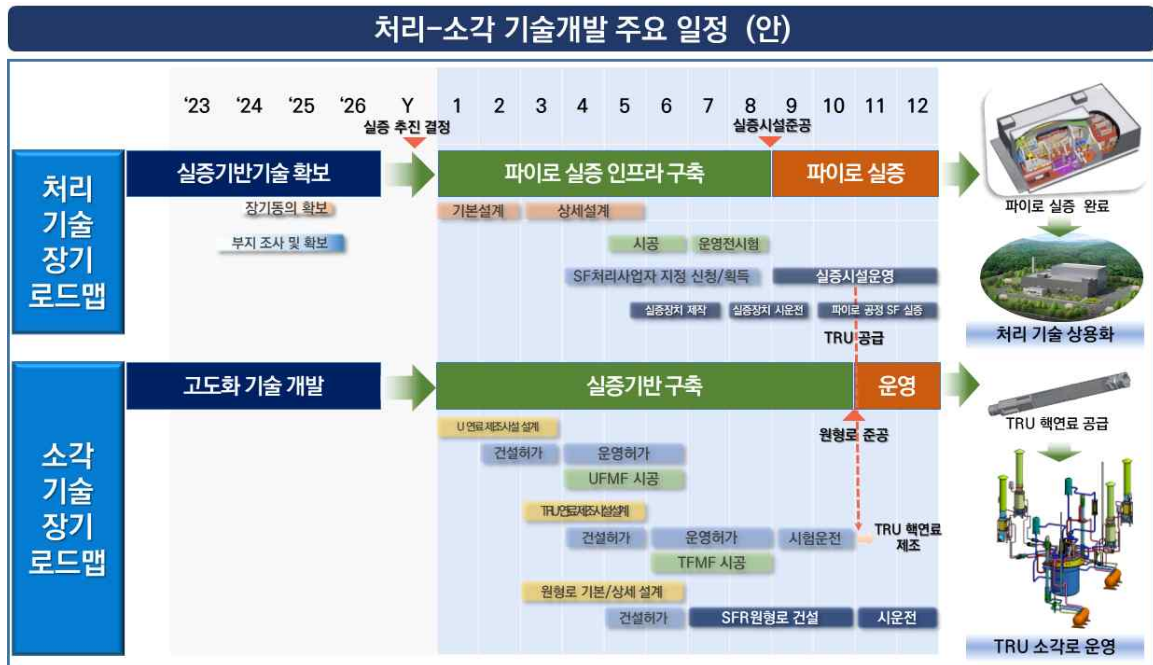 처리-소각 기술개발 주요 일정 (안)
‘23 ‘24 ‘25 ‘26 Y 1 2 3 4 5 6 7 8 9 10 11 12
실증 추진 결정
실증시설준공
처리
기술
장기
로드맵
실증기반기술 확보
파이로 실증 인프라 구축
파이로 실증
장기동의 확보
기본설계
상세설계
부지 조사 및 확보
시공
운영전시험
SF처리사업자 지정 신청/획득
실증시설운영
실증장치 제작
실증장치 시운전
파이로 공정 SF 실증
TRU 공급
파이로 실증 완료
처리 기술 상용화
소각
기술
장기
로드맵
고도화 기술 개발
실증기반 구축
운영
원형로 준공
U 연료 제조시설 설계
건설허가
운영허가
UFMF 시공
TRU연료제조시설설계
건설허가
운영허가
시험운전
TRU 핵연료
제조
TFMF 시공
원형로 기본/상세 설계
건설허가
SFR원형로 건설
시운전
TRU 핵연료 공급
TRU 소각로 운영